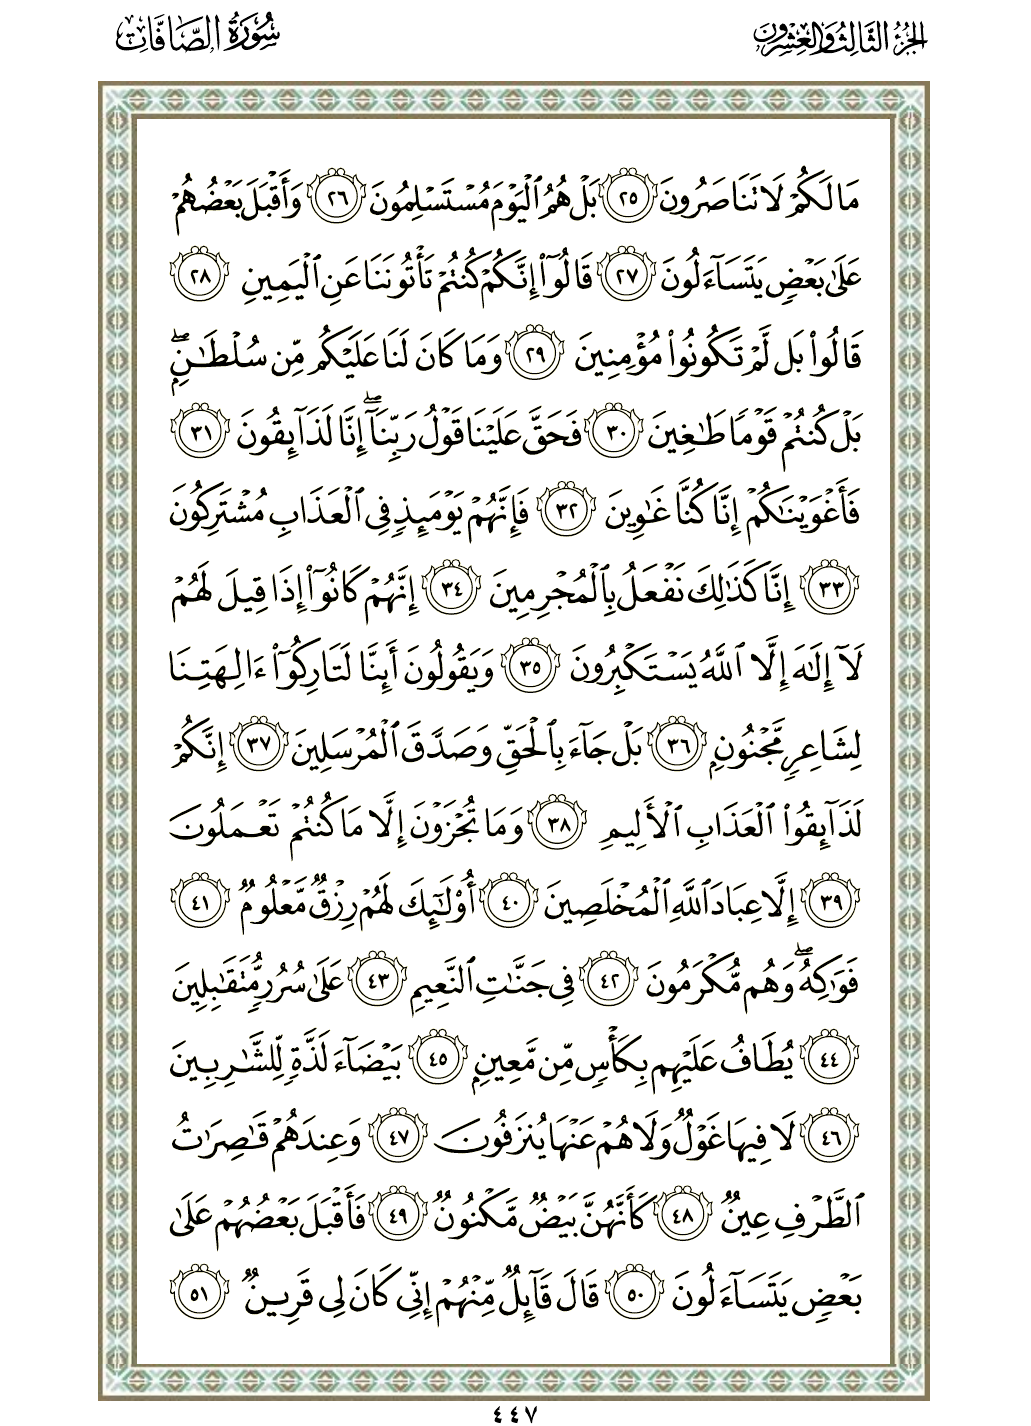 الجزء الثالث والعشرون
سورة الصافات
مَا لَكُمْ لَا تَنَاصَرُونَ ٢٥ بَلْ هُمُ ٱلْيَوْمَ مُسْتَسْلِمُونَ ٢٦ وَأَقْبَلَ بَعْضُهُمْ
عَلَىٰ بَعْضٍ يَتَسَآءَلُونَ ٢٧ قَالُوٓا۟ إِنَّكُمْ كُنتُمْ تَأْتُونَنَا عَنِ ٱلْيَمِينِ ٢٨
قَالُوا۟ بَل لَّمْ تَكُونُوا۟ مُؤْمِنِينَ ٢٩ وَمَا كَانَ لَنَا عَلَيْكُم مِّن سُلْطَـٰنٍۭ ۖ
بَلْ كُنتُمْ قَوْمًا طَـٰغِينَ ٣٠ فَحَقَّ عَلَيْنَا قَوْلُ رَبِّنَآ ۖ إِنَّا لَذَآئِقُونَ ٣١
فَأَغْوَيْنَـٰكُمْ إِنَّا كُنَّا غَـٰوِينَ ٣٢ فَإِنَّهُمْ يَوْمَئِذٍ فِى ٱلْعَذَابِ مُشْتَرِكُونَ
٣٣ إِنَّا كَذَٰلِكَ نَفْعَلُ بِٱلْمُجْرِمِينَ ٣٤ إِنَّهُمْ كَانُوٓا۟ إِذَا قِيلَ لَهُمْ
لَآ إِلَـٰهَ إِلَّا ٱللَّهُ يَسْتَكْبِرُونَ ٣٥ وَيَقُولُونَ أَئِنَّا لَتَارِكُوٓا۟ ءَالِهَتِنَا
لِشَاعِرٍ مَّجْنُونٍۭ ٣٦ بَلْ جَآءَ بِٱلْحَقِّ وَصَدَّقَ ٱلْمُرْسَلِينَ ٣٧ إِنَّكُمْ
لَذَآئِقُوا۟ ٱلْعَذَابِ ٱلْأَلِيمِ ٣٨ وَمَا تُجْزَوْنَ إِلَّا مَا كُنتُمْ تَعْمَلُونَ
٣٩ إِلَّا عِبَادَ ٱللَّهِ ٱلْمُخْلَصِينَ ٤٠ أُو۟لَـٰٓئِكَ لَهُمْ رِزْقٌ مَّعْلُومٌ ٤١
فَوَٰكِهُ ۖ وَهُم مُّكْرَمُونَ ٤٢ فِى جَنَّـٰتِ ٱلنَّعِيمِ ٤٣ عَلَىٰ سُرُرٍ مُّتَقَـٰبِلِينَ
٤٤ يُطَافُ عَلَيْهِم بِكَأْسٍ مِّن مَّعِينٍۭ ٤٥ بَيْضَآءَ لَذَّةٍ لِّلشَّـٰرِبِينَ
٤٦ لَا فِيهَا غَوْلٌ وَلَا هُمْ عَنْهَا يُنزَفُونَ ٤٧ وَعِندَهُمْ قَـٰصِرَٰتُ
ٱلطَّرْفِ عِينٌ ٤٨ كَأَنَّهُنَّ بَيْضٌ مَّكْنُونٌ ٤٩ فَأَقْبَلَ بَعْضُهُمْ عَلَىٰ
بَعْضٍ يَتَسَآءَلُونَ ٥٠ قَالَ قَآئِلٌ مِّنْهُمْ إِنِّى كَانَ لِى قَرِينٌ ٥١
٤٤٧